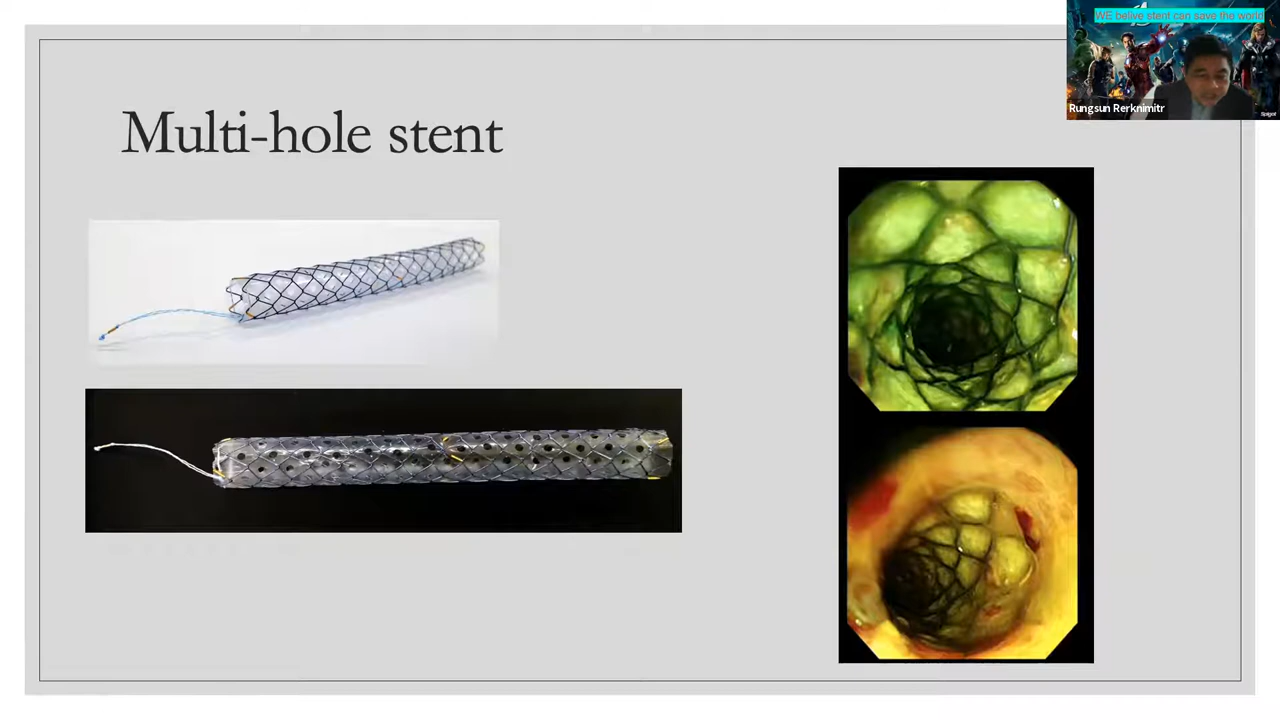 WE belive stent can save the world
Rungsun Rerknimitr
Multi-hole stent